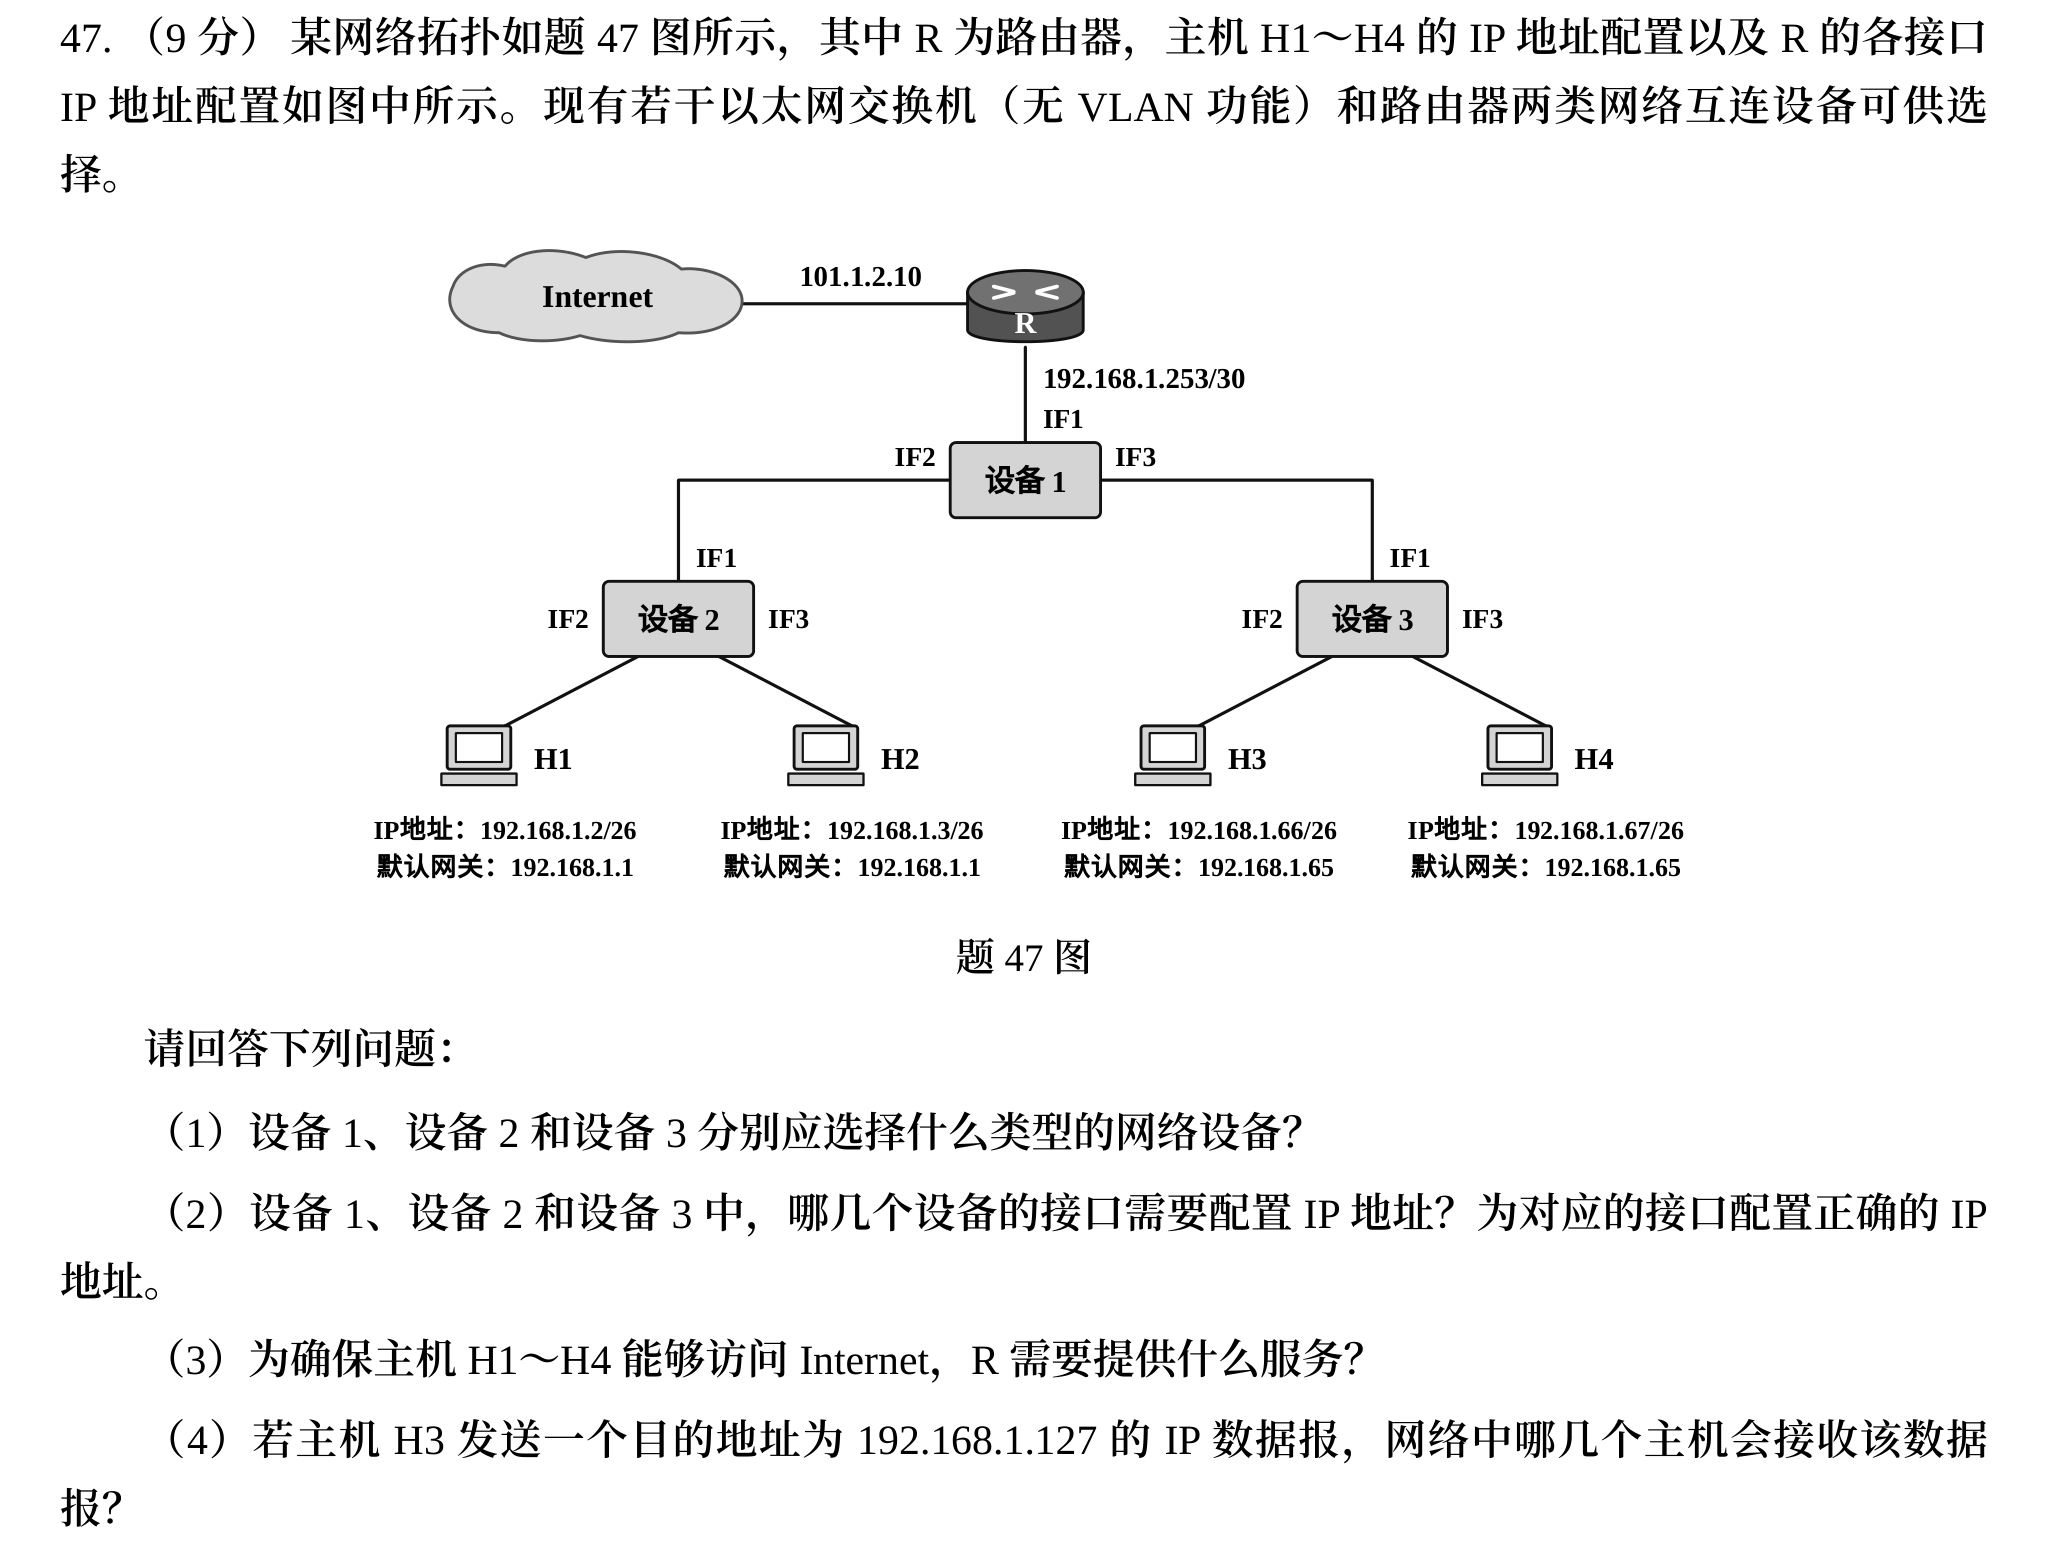 47. （9 分） 某网络拓扑如题 47 图所示，其中 R 为路由器，主机 H1～H4 的 IP 地址配置以及 R 的各接口
IP 地址配置如图中所示。现有若干以太网交换机（无 VLAN 功能）和路由器两类网络互连设备可供选
择。
Internet
101.1.2.10
R
192.168.1.253/30
IF1
IF2
设备 1
IF3
IF1
IF2
设备 2
IF3
IF1
IF2
设备 3
IF3
H1
H2
H3
H4
IP地址：192.168.1.2/26
默认网关：192.168.1.1
IP地址：192.168.1.3/26
默认网关：192.168.1.1
IP地址：192.168.1.66/26
默认网关：192.168.1.65
IP地址：192.168.1.67/26
默认网关：192.168.1.65
题 47 图
请回答下列问题：
（1）设备 1、设备 2 和设备 3 分别应选择什么类型的网络设备？
（2）设备 1、设备 2 和设备 3 中，哪几个设备的接口需要配置 IP 地址？为对应的接口配置正确的 IP
地址。
（3）为确保主机 H1～H4 能够访问 Internet，R 需要提供什么服务？
（4）若主机 H3 发送一个目的地址为 192.168.1.127 的 IP 数据报，网络中哪几个主机会接收该数据
报？